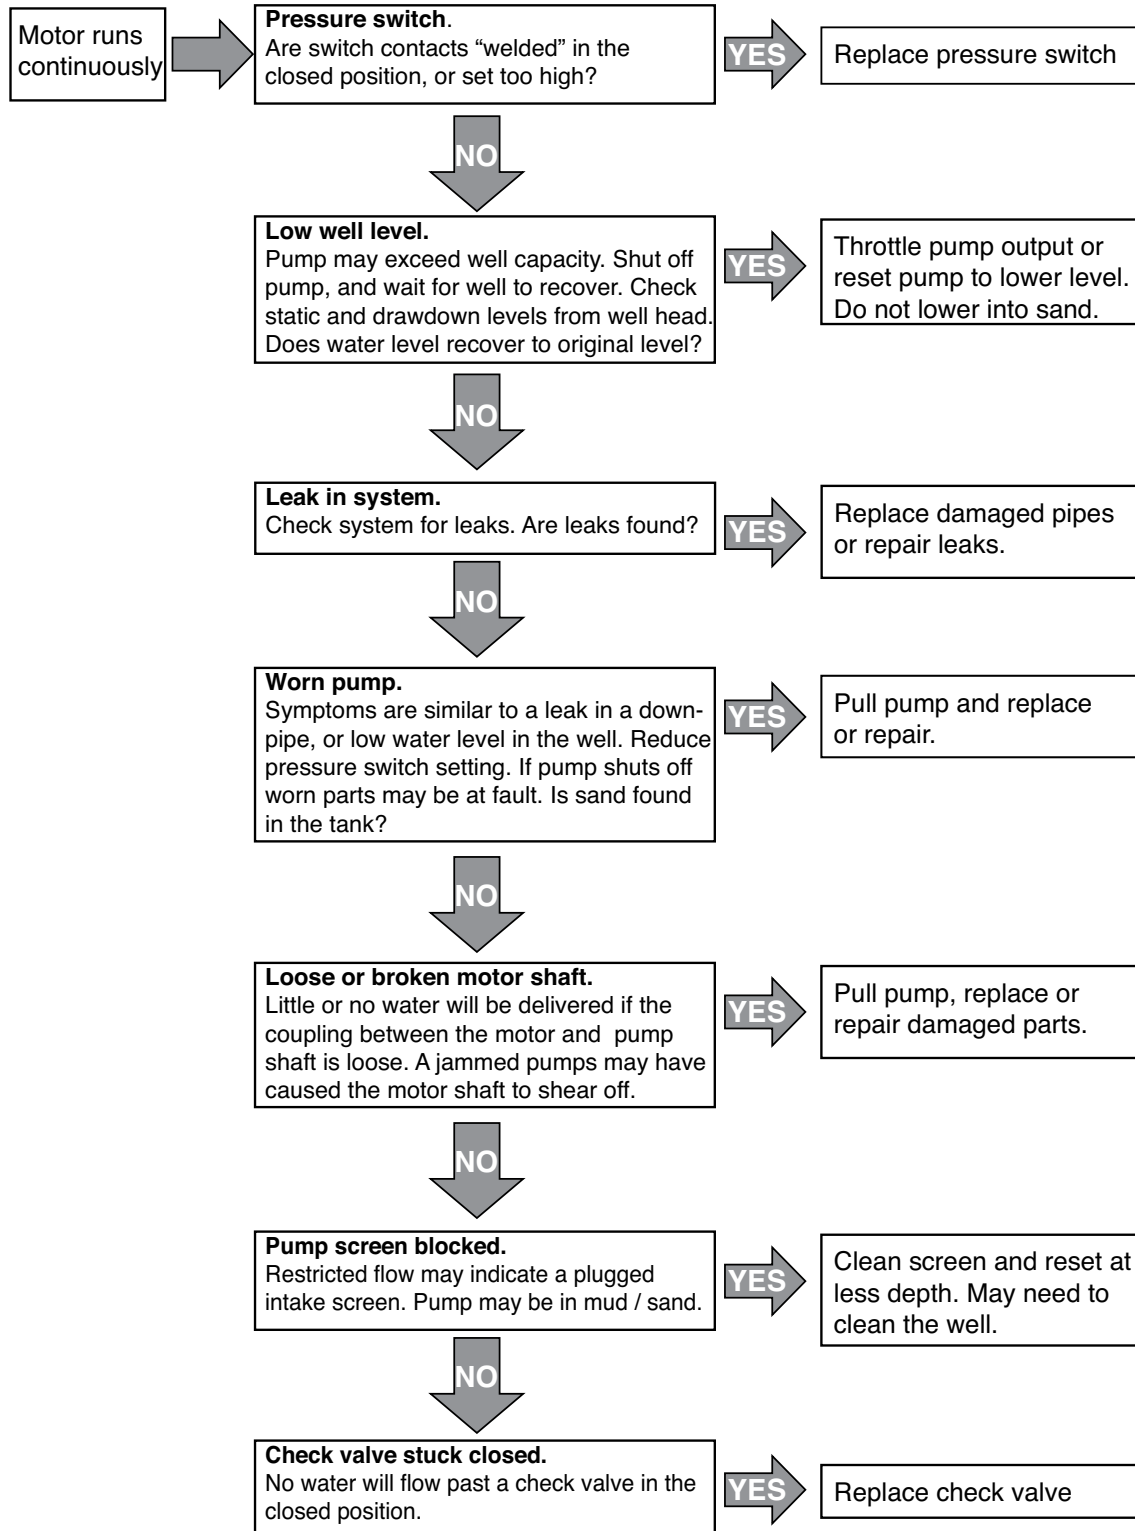 Motor runs
continuously
Pressure switch.
Are switch contacts “welded” in the
closed position, or set too high?
YES
Replace pressure switch
NO
Low well level.
Pump may exceed well capacity. Shut off
pump, and wait for well to recover. Check
static and drawdown levels from well head.
Does water level recover to original level?
YES
Throttle pump output or
reset pump to lower level.
Do not lower into sand.
NO
Leak in system.
Check system for leaks. Are leaks found?
YES
Replace damaged pipes
or repair leaks.
NO
Worn pump.
Symptoms are similar to a leak in a down-
pipe, or low water level in the well. Reduce
pressure switch setting. If pump shuts off
worn parts may be at fault. Is sand found
in the tank?
YES
Pull pump and replace
or repair.
NO
Loose or broken motor shaft.
Little or no water will be delivered if the
coupling between the motor and  pump
shaft is loose. A jammed pumps may have
caused the motor shaft to shear off.
YES
Pull pump, replace or
repair damaged parts.
NO
Pump screen blocked.
Restricted flow may indicate a plugged
intake screen. Pump may be in mud / sand.
YES
Clean screen and reset at
less depth. May need to
clean the well.
NO
Check valve stuck closed.
No water will flow past a check valve in the
closed position.
YES
Replace check valve